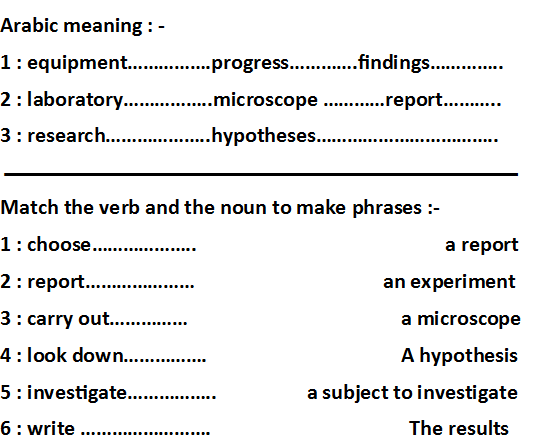 Arabic meaning : -
1 : equipment................progress.............findings..............
2 : laboratory.................microscope ............report...........
3 : research.....................hypotheses...................................
Match the verb and the noun to make phrases :-
1 : choose.................... a report
2 : report..................... an experiment
3 : carry out............... a microscope
4 : look down................ A hypothesis
5 : investigate................. a subject to investigate
6 : write ......................... The results